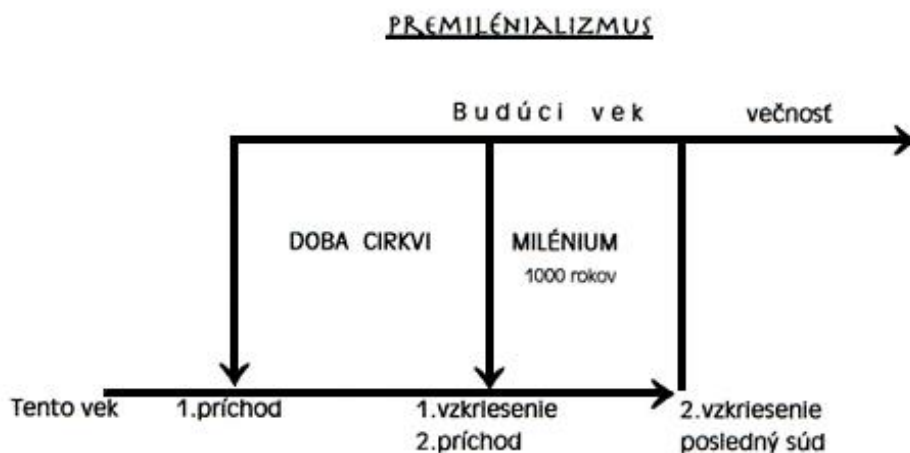 PREMILÉNIALIZMUS
Budúci vek
večnosť
DOBA CIRKVI
MILÉNIUM
1000 rokov
Tento vek
1.príchod
1.vzkriesenie
2.príchod
2.vzkriesenie
posledný súd